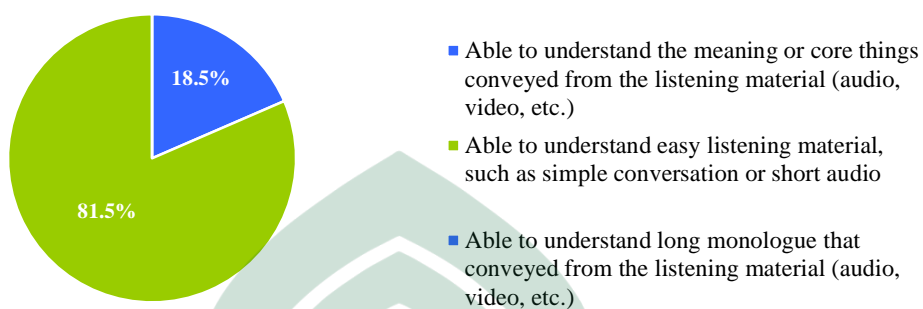 18.5%
81.5%
Able to understand the meaning or core things
conveyed from the listening material (audio,
video, etc.)
Able to understand easy listening material,
such as simple conversation or short audio
Able to understand long monologue that
conveyed from the listening material (audio,
video, etc.)